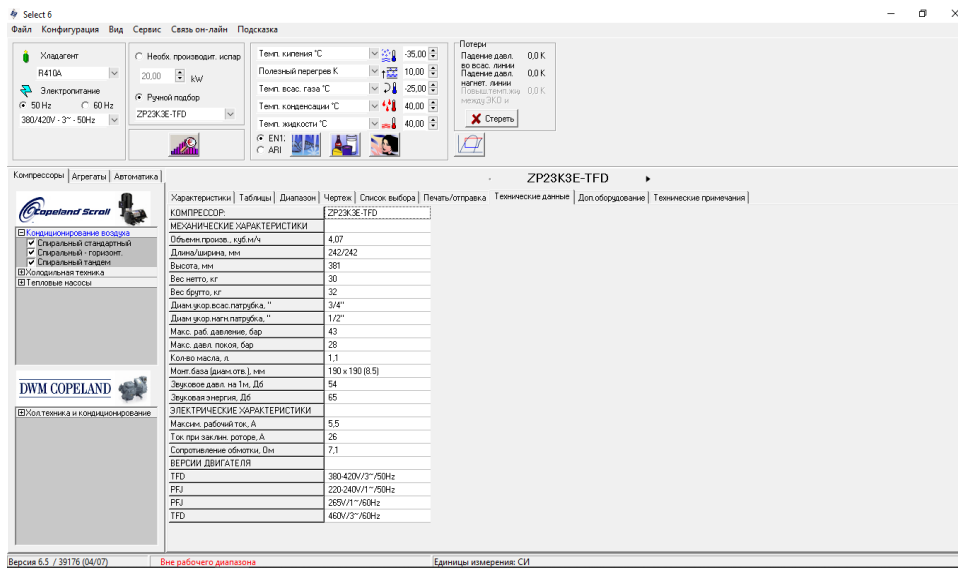 Select 6
Файл Конфигурация Вид Сервис Связь он-лайн Подсказка
Хладагент
R410A
Электропитание
50 Hz 60 Hz
380/420V - 3~ - 50Hz
Необх. производит. испар
20,00 kW
Ручной подбор
ZP23K3E-TFD
Темп. кипения °C -35,00
Полезный перегрев K 10,00
Темп. всас. газа °C -25,00
Темп. конденсации °C 40,00
Темп. жидкости °C 40,00
EN1:
ARI
Потери
Падение давл. 0,0 K
во всас. линии
Падение давл. 0,0 K
нагнет. линии
Повыш.темп.жид 0,0 K
между ЭКО и
Стереть
Компрессоры Агрегаты Автоматика
ZP23K3E-TFD
Характеристики Таблицы Диапазон Чертеж Список выбора Печать/отправка Технические данные Доп.оборудование Технические примечания
Copeland Scroll
Кондиционирование воздуха
Спиральный стандартный
Спиральный - горизонт.
Спиральный тандем
Холодильная техника
Тепловые насосы
DWM COPELAND
Хол.техника и кондиционирование
КОМПРЕССОР: ZP23K3E-TFD
МЕХАНИЧЕСКИЕ ХАРАКТЕРИСТИКИ
Объемн.произв., куб.м/ч 4,07
Длина/ширина, мм 242/242
Высота, мм 381
Вес нетто, кг 30
Вес брутто, кг 32
Диам.укор.всас.патрубка, " 3/4"
Диам.укор.нагн.патрубка, " 1/2"
Макс. раб. давление, бар 43
Макс. давл. покоя, бар 28
Кол-во масла, л. 1,1
Монт.база (диам.отв.), мм 190 x 190 (8.5)
Звуковое давл. на 1м, Дб 54
Звуковая энергия, Дб 65
ЭЛЕКТРИЧЕСКИЕ ХАРАКТЕРИСТИКИ
Максим. рабочий ток, А 5,5
Ток при заклин. роторе, А 26
Сопротивление обмотки, Ом 7,1
ВЕРСИИ ДВИГАТЕЛЯ
TFD 380-420V/3~/50Hz
PFJ 220-240V/1~/50Hz
PFJ 265V/1~/60Hz
TFD 460V/3~/60Hz
Версия 6.5 / 39176 (04/07) Вне рабочего диапазона Единицы измерения: СИ